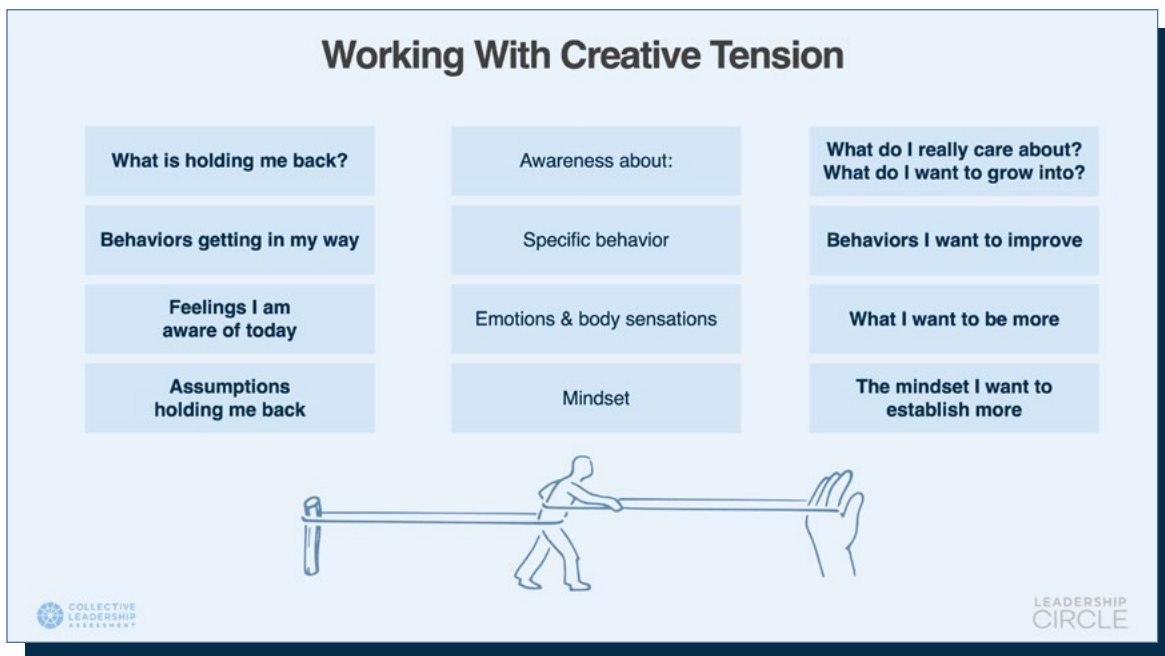 Working With Creative Tension
What is holding me back?
Awareness about:
What do I really care about?
What do I want to grow into?
Behaviors getting in my way
Specific behavior
Behaviors I want to improve
Feelings I am
aware of today
Emotions & body sensations
What I want to be more
Assumptions
holding me back
Mindset
The mindset I want to
establish more
COLLECTIVE
LEADERSHIP
ASSESSMENT
LEADERSHIP
CIRCLE